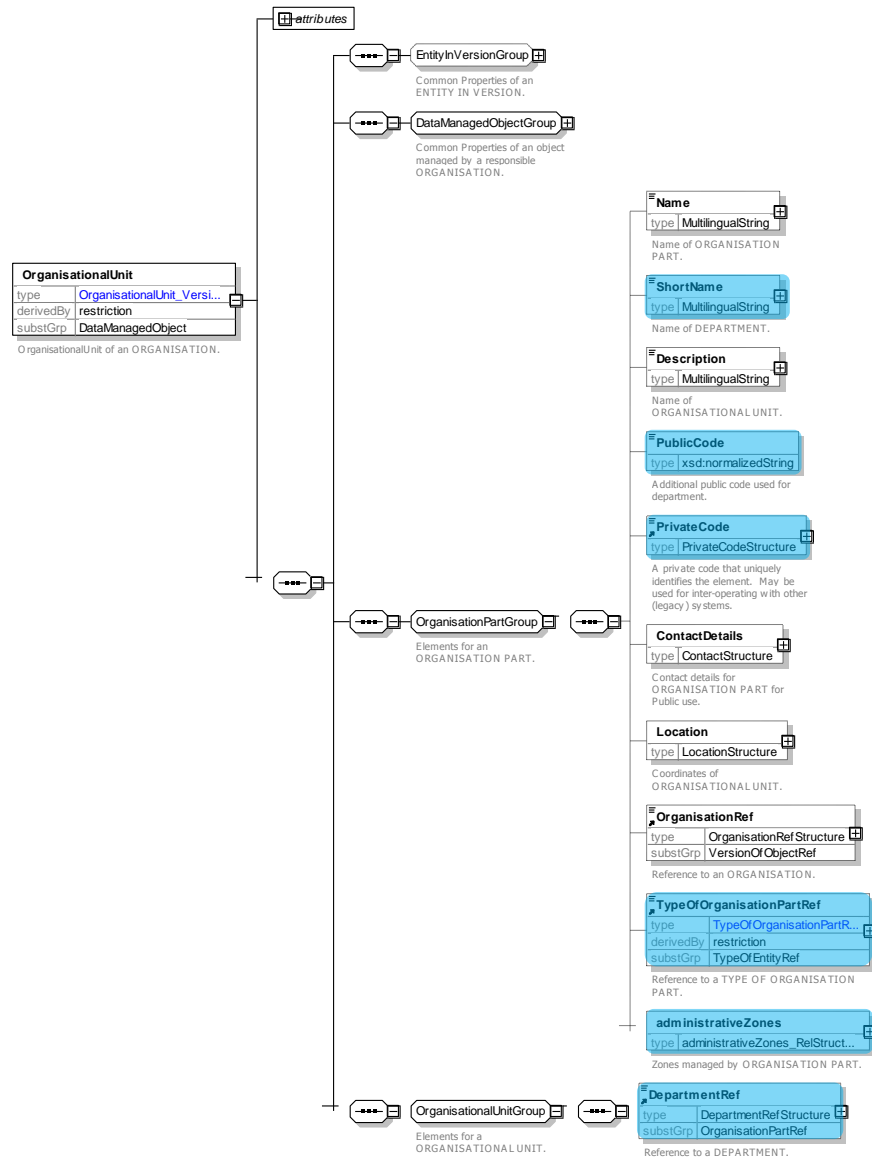 attributes
EntityInVersionGroup
Common Properties of an
ENTITY IN VERSION.
DataManagedObjectGroup
Common Properties of an object
managed by a responsible
ORGANISATION.
OrganisationalUnit
type OrganisationalUnit_Versi...
derivedBy restriction
substGrp DataManagedObject
OrganisationalUnit of an ORGANISATION.
Name
type MultilingualString
Name of ORGANISATION
PART.
ShortName
type MultilingualString
Name of DEPARTMENT.
Description
type MultilingualString
Name of
ORGANISATIONAL UNIT.
PublicCode
type xsd:normalizedString
Additional public code used for
department.
PrivateCode
type PrivateCodeStructure
A private code that uniquely
identifies the element. May be
used for inter-operating with other
(legacy) systems.
OrganisationPartGroup
Elements for an
ORGANISATION PART.
ContactDetails
type ContactStructure
Contact details for
ORGANISATION PART for
Public use.
Location
type LocationStructure
Coordinates of
ORGANISATIONAL UNIT.
OrganisationRef
type OrganisationRefStructure
substGrp VersionOfObjectRef
Reference to an ORGANISATION.
TypeOfOrganisationPartRef
type TypeOfOrganisationPartR...
derivedBy restriction
substGrp TypeOfEntityRef
Reference to a TYPE OF ORGANISATION
PART.
administrativeZones
type administrativeZones_RelStruct...
Zones managed by ORGANISATION PART.
OrganisationalUnitGroup
Elements for a
ORGANISATIONAL UNIT.
DepartmentRef
type DepartmentRefStructure
substGrp OrganisationPartRef
Reference to a DEPARTMENT.